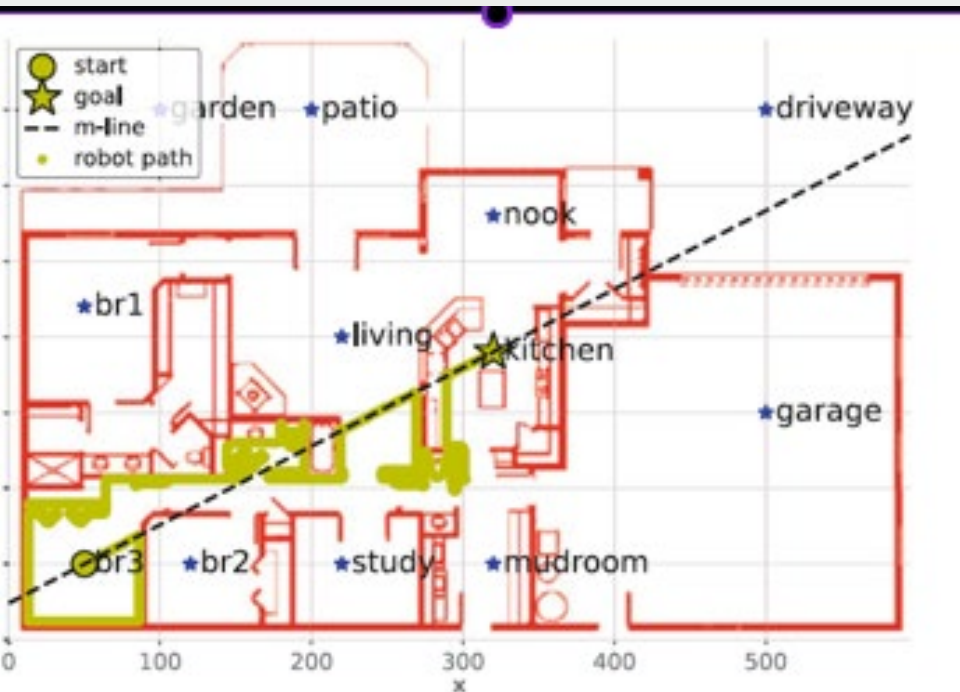 start
goal
m-line
robot path
garden
patio
driveway
nook
br1
living
kitchen
garage
br3
br2
study
mudroom
0 100 200 300 400 500
x